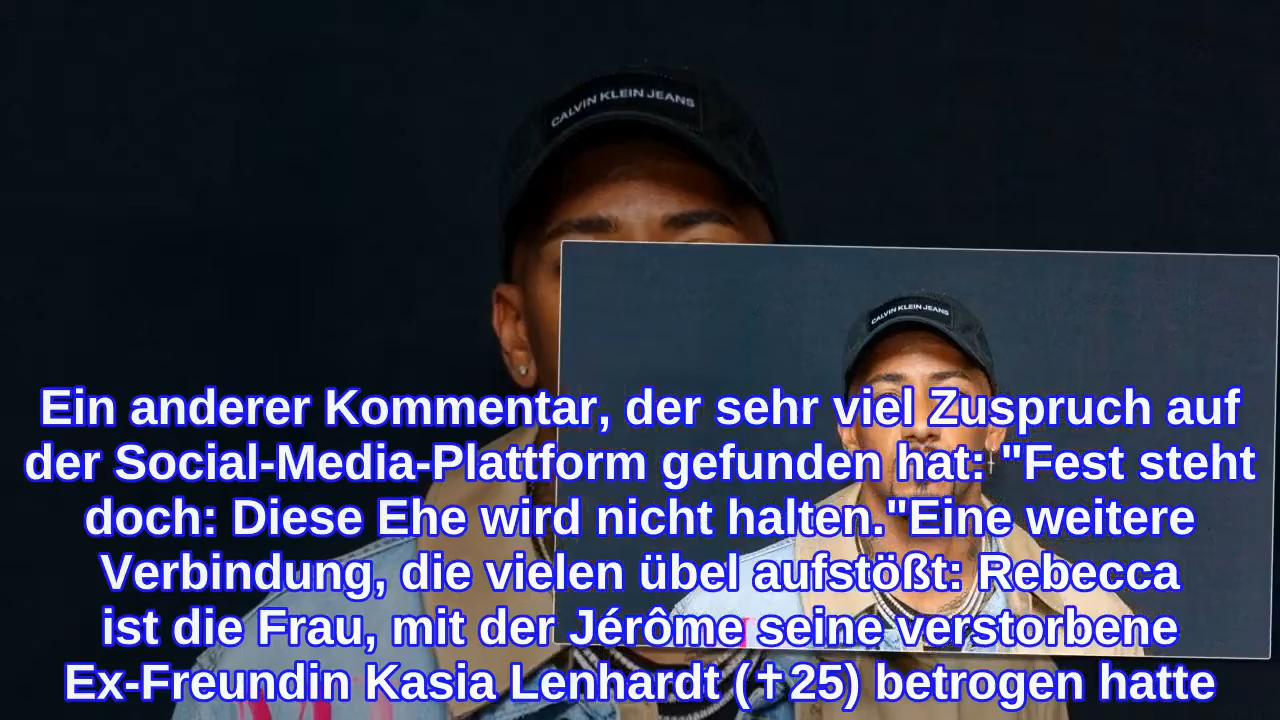 CALVIN KLEIN JEANS
CALVIN KLEIN JEANS
Ein anderer Kommentar, der sehr viel Zuspruch auf
der Social-Media-Plattform gefunden hat: "Fest steht
doch: Diese Ehe wird nicht halten."Eine weitere
Verbindung, die vielen übel aufstößt: Rebecca
ist die Frau, mit der Jérôme seine verstorbene
Ex-Freundin Kasia Lenhardt (✝25) betrogen hatte